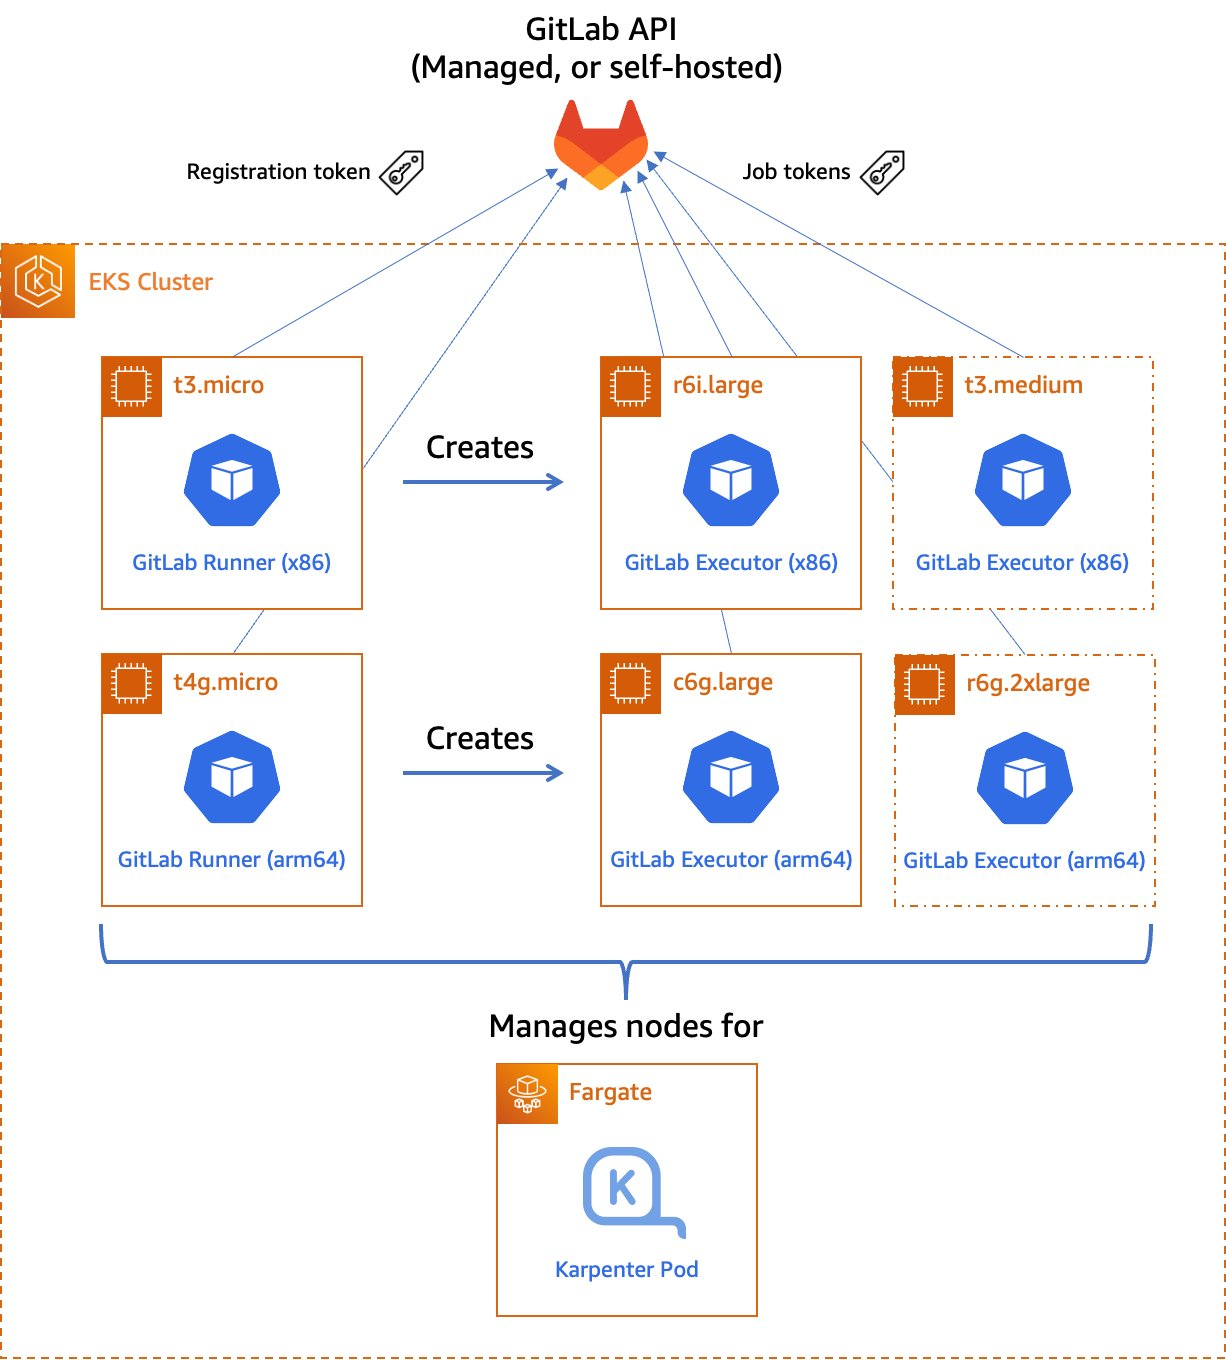 GitLab API
(Managed, or self-hosted)
Registration token
Job tokens
EKS Cluster
t3.micro
GitLab Runner (x86)
Creates
r6i.large
GitLab Executor (x86)
t3.medium
GitLab Executor (x86)
t4g.micro
GitLab Runner (arm64)
Creates
c6g.large
GitLab Executor (arm64)
r6g.2xlarge
GitLab Executor (arm64)
Manages nodes for
Fargate
K
Karpenter Pod